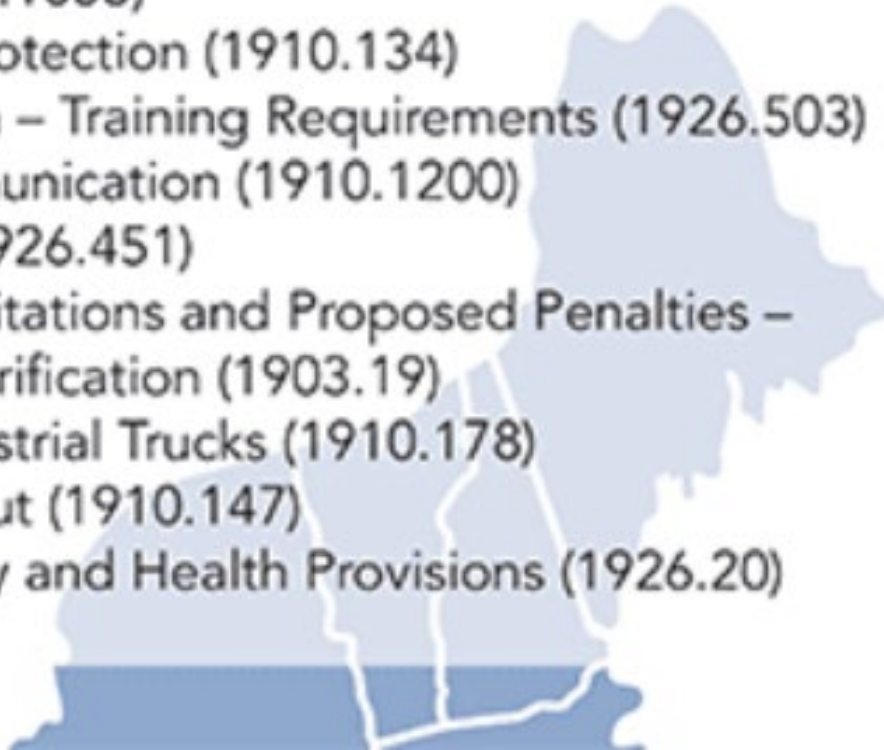 otection (1910.134)
– Training Requirements (1926.503)
unication (1910.1200)
926.451)
itations and Proposed Penalties –
rification (1903.19)
strial Trucks (1910.178)
ut (1910.147)
y and Health Provisions (1926.20)